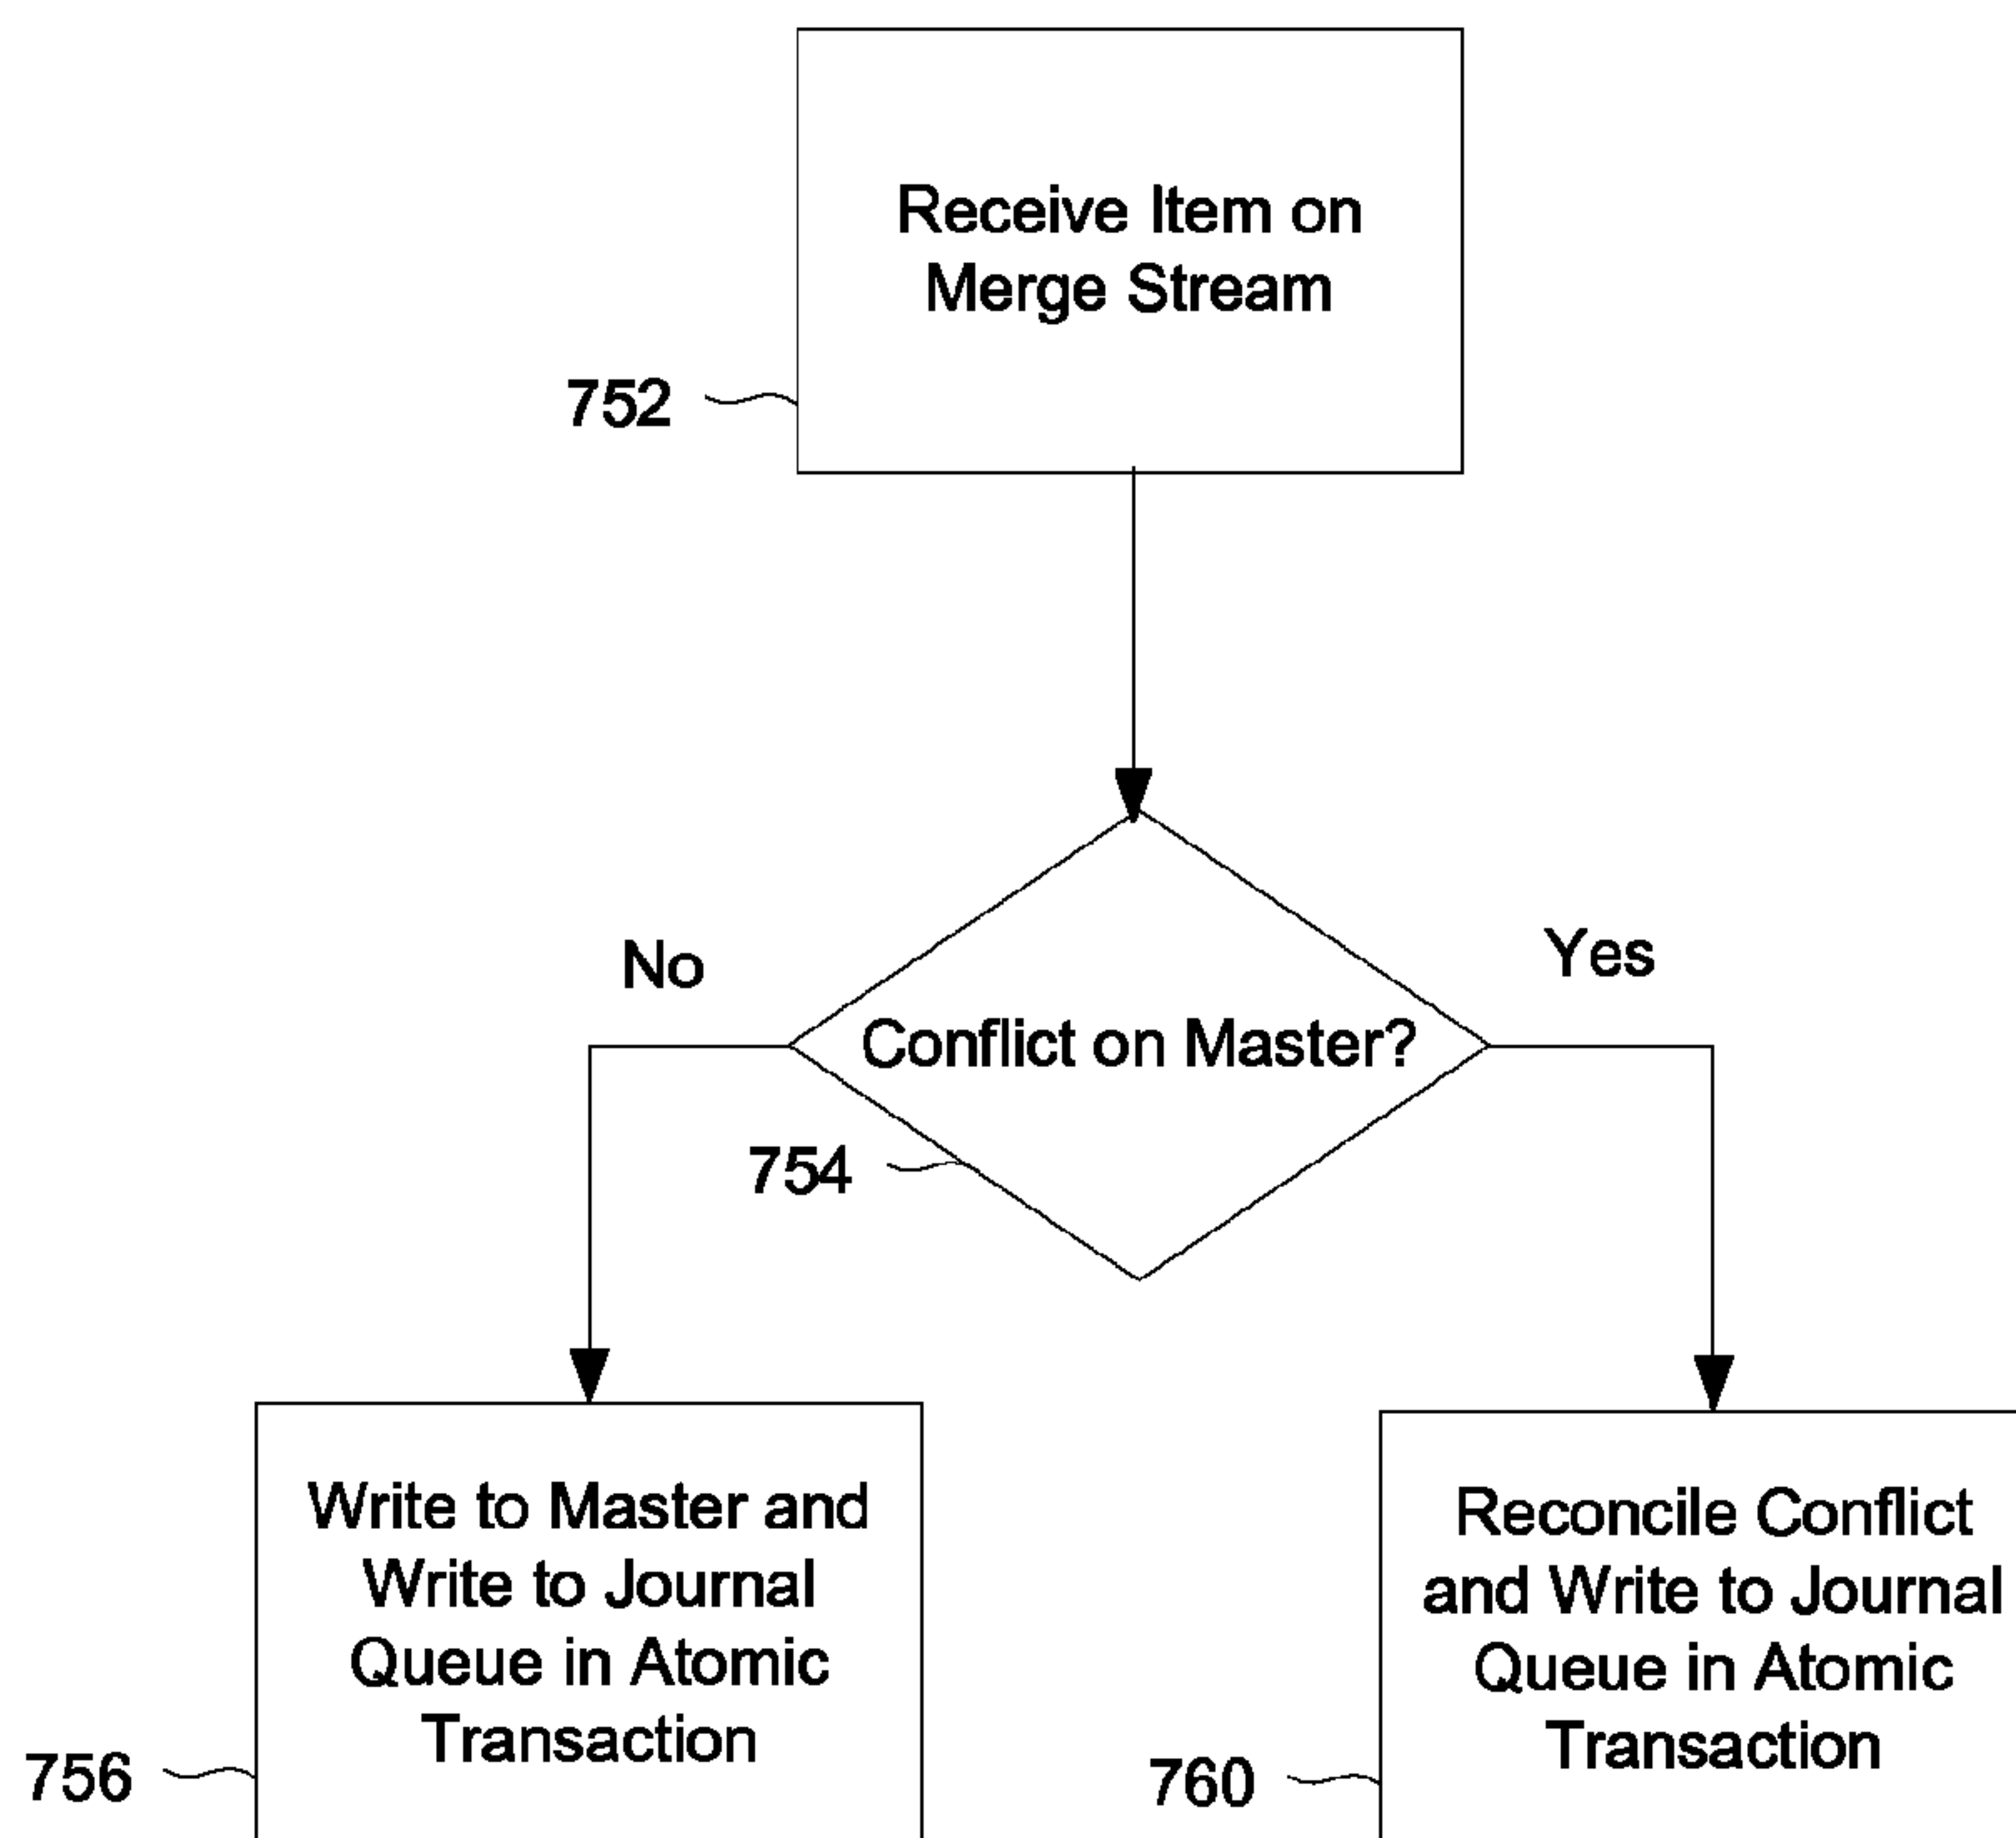 Receive Item on
Merge Stream
752
No
Yes
Conflict on Master?
754
Write to Master and
Write to Journal
Queue in Atomic
Transaction
756
Reconcile Conflict
and Write to Journal
Queue in Atomic
Transaction
760